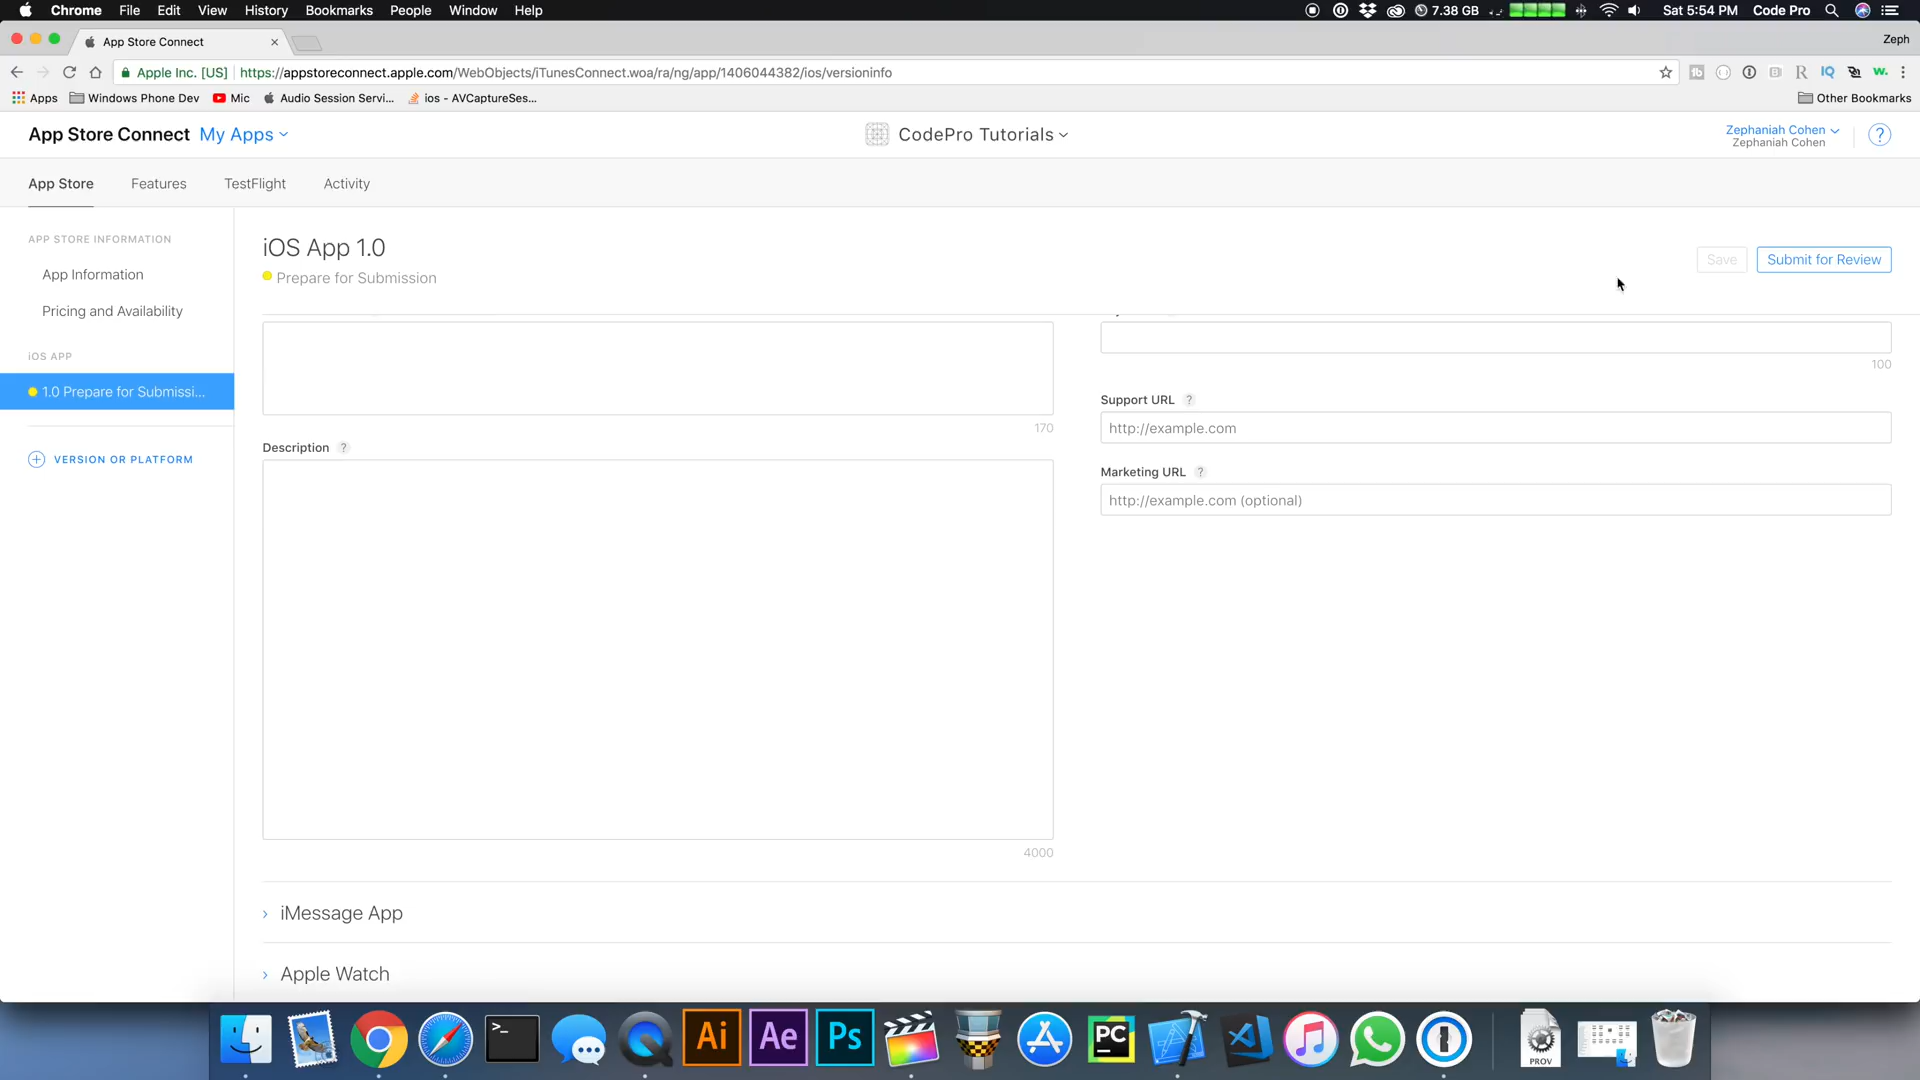 Chrome File Edit View History Bookmarks People Window Help 7.38 GB Sat 5:54 PM Code Pro
App Store Connect Zeph
Apple Inc. [US] https://appstoreconnect.apple.com/WebObjects/iTunesConnect.woa/ra/ng/app/1406044382/ios/versioninfo
Apps Windows Phone Dev Mic Audio Session Servi... ios - AVCaptureSes... Other Bookmarks
App Store Connect My Apps CodePro Tutorials Zephaniah Cohen ?
Zephaniah Cohen
App Store Features TestFlight Activity
APP STORE INFORMATION
App Information
Pricing and Availability
iOS APP
1.0 Prepare for Submissi...
VERSION OR PLATFORM
iOS App 1.0
Prepare for Submission
Save Submit for Review
170
Description ?
4000
100
Support URL ?
http://example.com
Marketing URL ?
http://example.com (optional)
iMessage App
Apple Watch
>_ Ai Ae Ps PC PROV